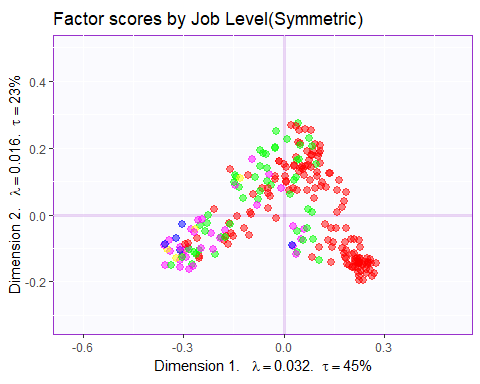 Factor scores by Job Level(Symmetric)
0.4
0.2
0.0
-0.2
Dimension 2. λ = 0.016. τ = 23%
-0.6
-0.3
0.0
0.3
Dimension 1. λ = 0.032. τ = 45%